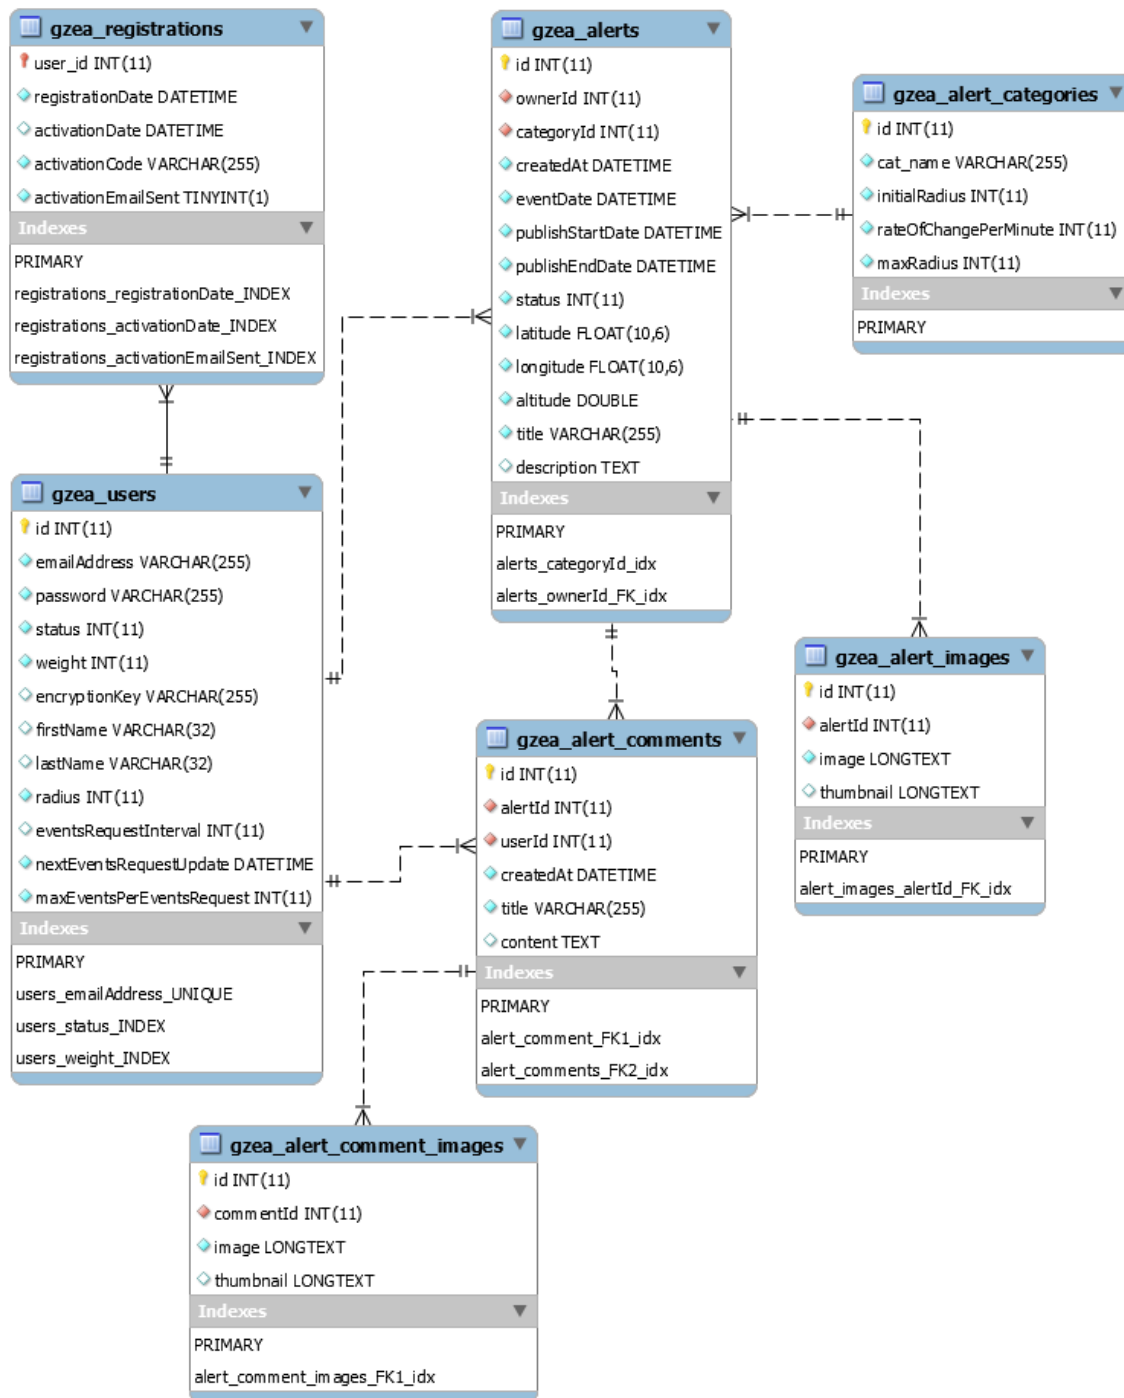 gzea_registrations
user_id INT(11)
registrationDate DATETIME
activationDate DATETIME
activationCode VARCHAR(255)
activationEmailSent TINYINT(1)
Indexes
PRIMARY
registrations_registrationDate_INDEX
registrations_activationDate_INDEX
registrations_activationEmailSent_INDEX
gzea_alerts
id INT(11)
ownerId INT(11)
categoryId INT(11)
createdAt DATETIME
eventDate DATETIME
publishStartDate DATETIME
publishEndDate DATETIME
status INT(11)
latitude FLOAT(10,6)
longitude FLOAT(10,6)
altitude DOUBLE
title VARCHAR(255)
description TEXT
Indexes
PRIMARY
alerts_categoryId_idx
alerts_ownerId_FK_idx
gzea_alert_categories
id INT(11)
cat_name VARCHAR(255)
initialRadius INT(11)
rateOfChangePerMinute INT(11)
maxRadius INT(11)
Indexes
PRIMARY
gzea_users
id INT(11)
emailAddress VARCHAR(255)
password VARCHAR(255)
status INT(11)
weight INT(11)
encryptionKey VARCHAR(255)
firstName VARCHAR(32)
lastName VARCHAR(32)
radius INT(11)
eventsRequestInterval INT(11)
nextEventsRequestUpdate DATETIME
maxEventsPerEventsRequest INT(11)
Indexes
PRIMARY
users_emailAddress_UNIQUE
users_status_INDEX
users_weight_INDEX
gzea_alert_images
id INT(11)
alertId INT(11)
image LONGTEXT
thumbnail LONGTEXT
Indexes
PRIMARY
alert_images_alertId_FK_idx
gzea_alert_comments
id INT(11)
alertId INT(11)
userId INT(11)
createdAt DATETIME
title VARCHAR(255)
content TEXT
Indexes
PRIMARY
alert_comment_FK1_idx
alert_comments_FK2_idx
gzea_alert_comment_images
id INT(11)
commentId INT(11)
image LONGTEXT
thumbnail LONGTEXT
Indexes
PRIMARY
alert_comment_images_FK1_idx